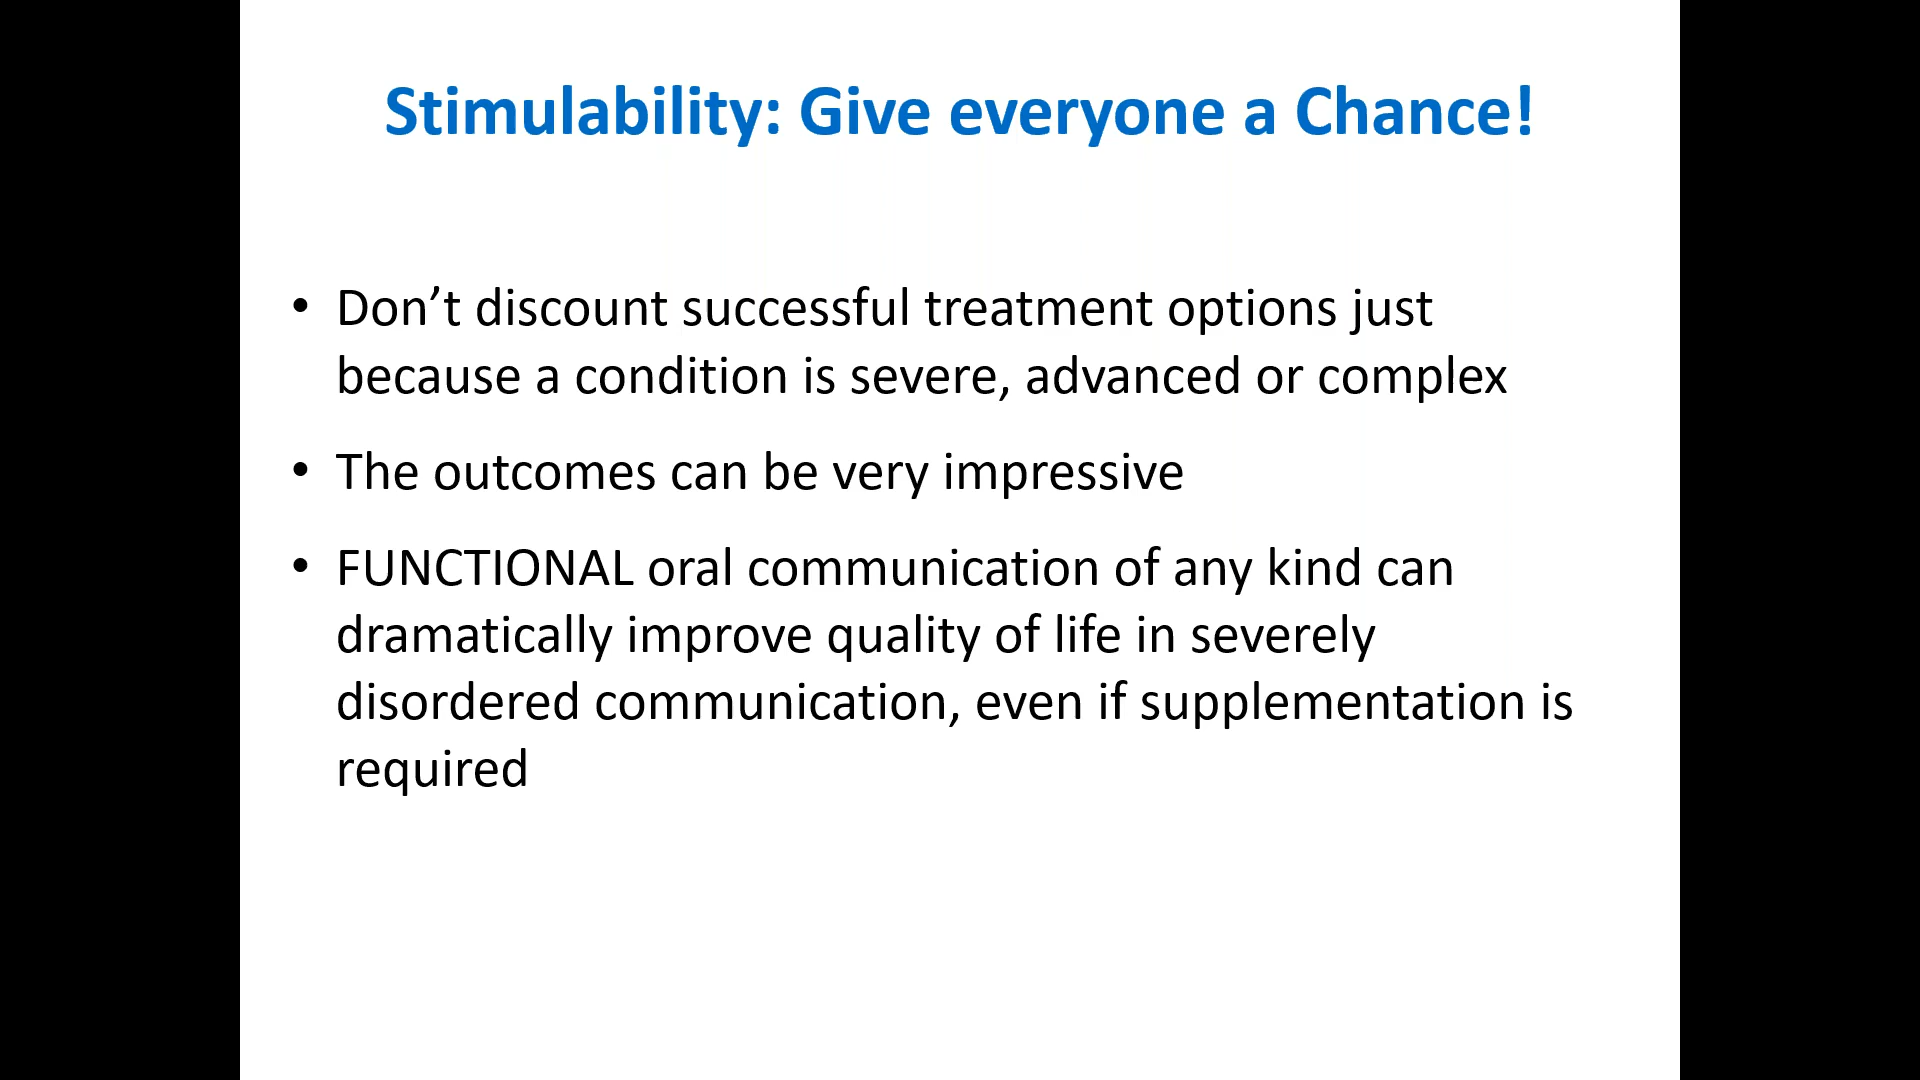 Stimulability: Give everyone a Chance!
• Don’t discount successful treatment options just
because a condition is severe, advanced or complex
• The outcomes can be very impressive
• FUNCTIONAL oral communication of any kind can
dramatically improve quality of life in severely
disordered communication, even if supplementation is
required